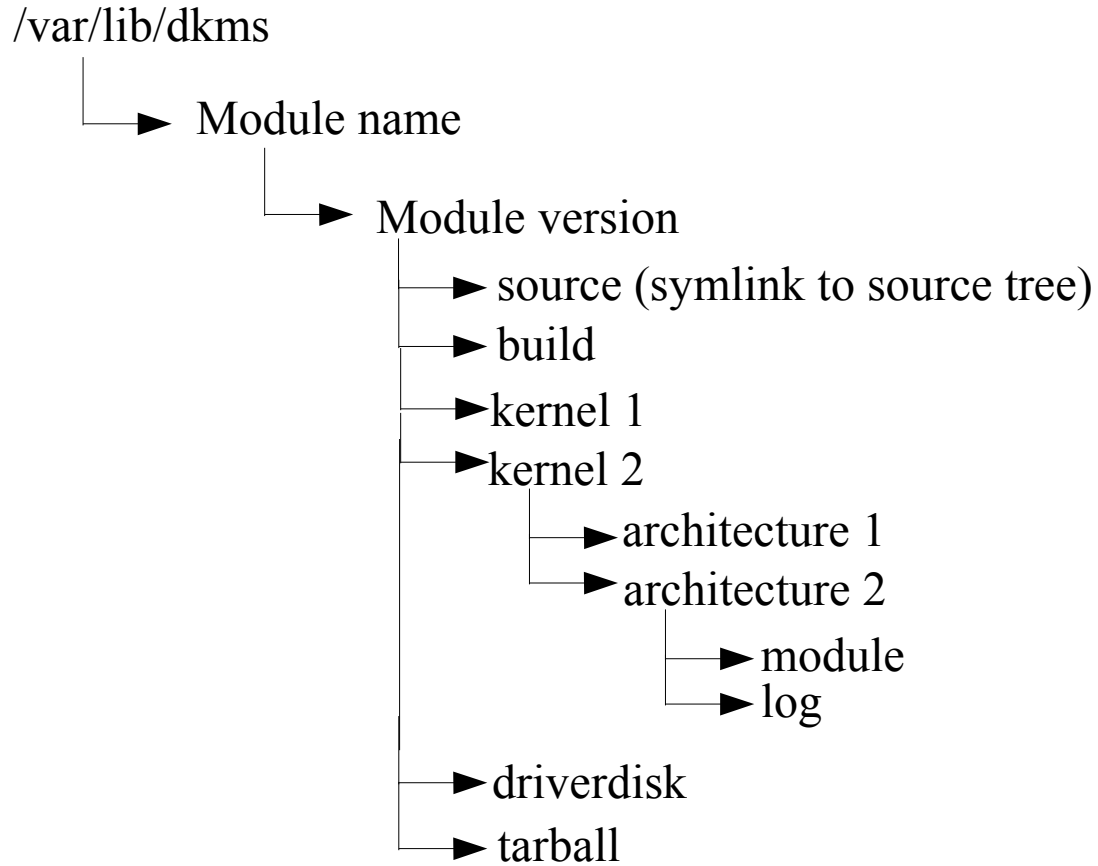 /var/lib/dkms
Module name
Module version
source (symlink to source tree)
build
kernel 1
kernel 2
architecture 1
architecture 2
module
log
driverdisk
tarball